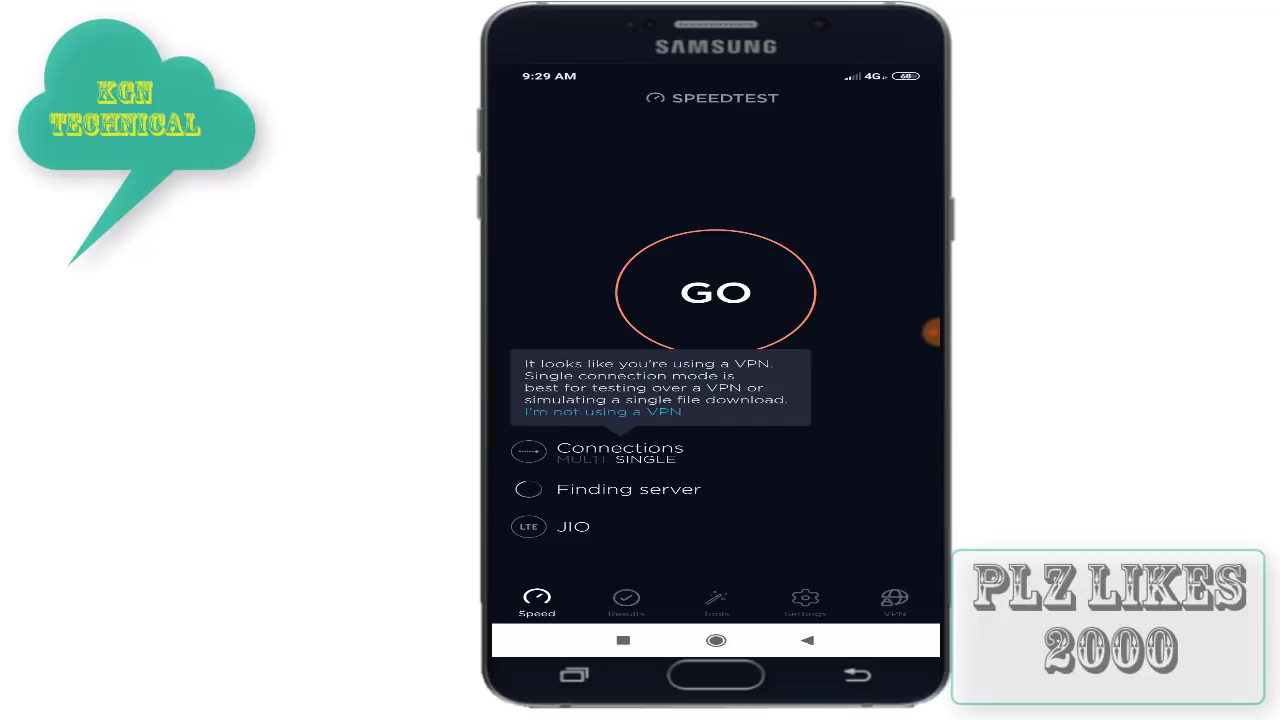 KGN
TECHNICAL
SAMSUNG
9:29 AM
4G
68
SPEEDTEST
GO
It looks like you're using a VPN.
Single connection mode is
best for testing over a VPN or
simulating a single file download.
I'm not using a VPN
Connections
MULTI SINGLE
Finding server
LTE JIO
Speed Results Tools Settings VPN
PLZ LIKES
2000